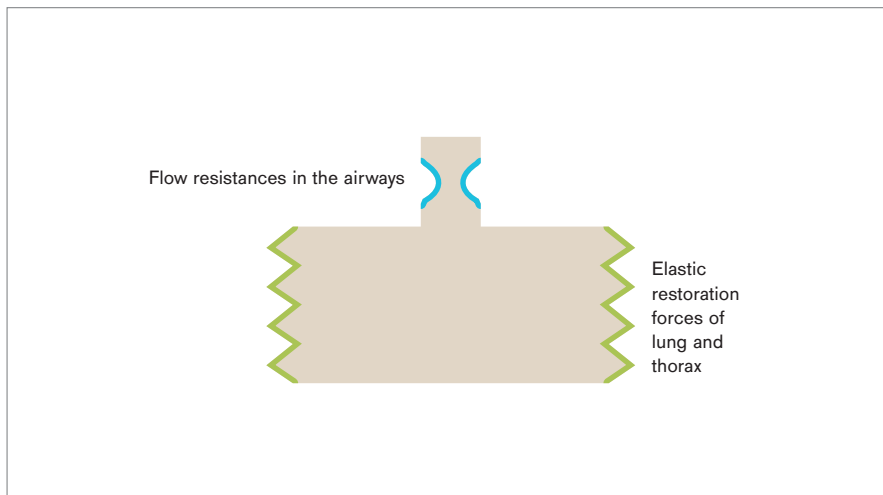 Flow resistances in the airways
Elastic
restoration
forces of
lung and
thorax